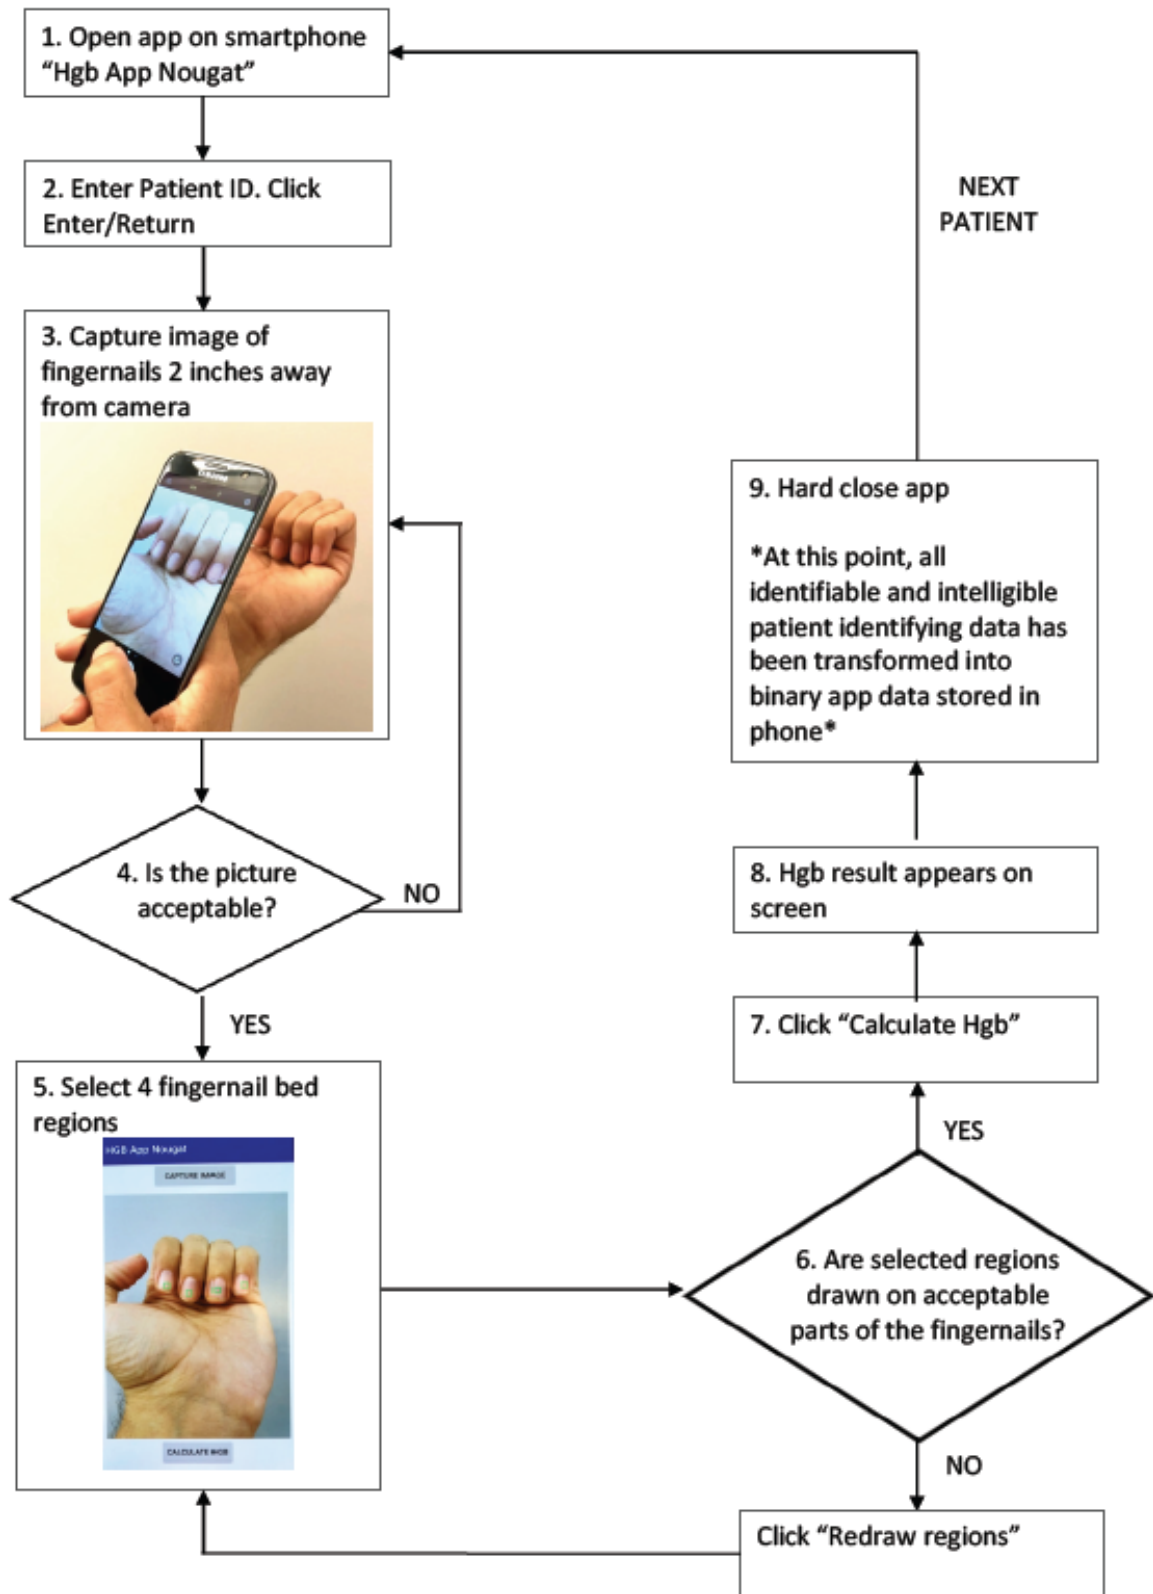 1. Open app on smartphone
“Hgb App Nougat”
2. Enter Patient ID. Click
Enter/Return
3. Capture image of
fingernails 2 inches away
from camera
SAMSUNG
4. Is the picture
acceptable?
NO
YES
5. Select 4 fingernail bed
regions
HGB App Nougat
CAPTURE IMAGE
CALCULATE HGB
6. Are selected regions
drawn on acceptable
parts of the fingernails?
NO
Click “Redraw regions”
YES
7. Click “Calculate Hgb”
8. Hgb result appears on
screen
9. Hard close app
*At this point, all
identifiable and intelligible
patient identifying data has
been transformed into
binary app data stored in
phone*
NEXT
PATIENT